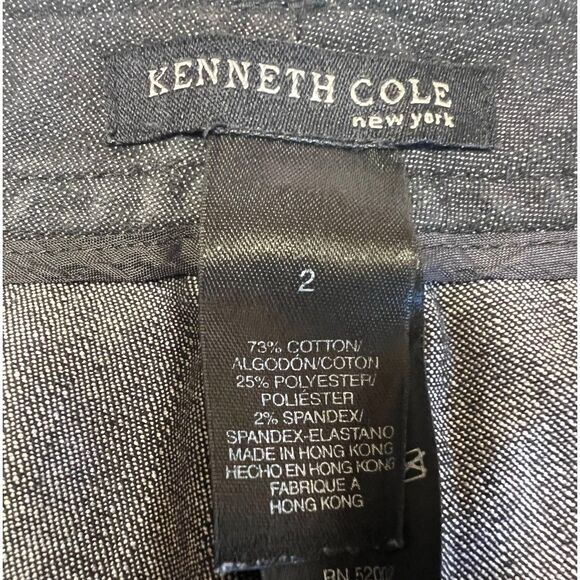 KENNETH COLE
new york
2
73% COTTON/
ALGODÓN/COTON
25% POLYESTER/
POLIÉSTER
2% SPANDEX/
SPANDEX-ELASTANO
MADE IN HONG KONG
HECHO EN HONG KONG
FABRIQUE A
HONG KONG
RN